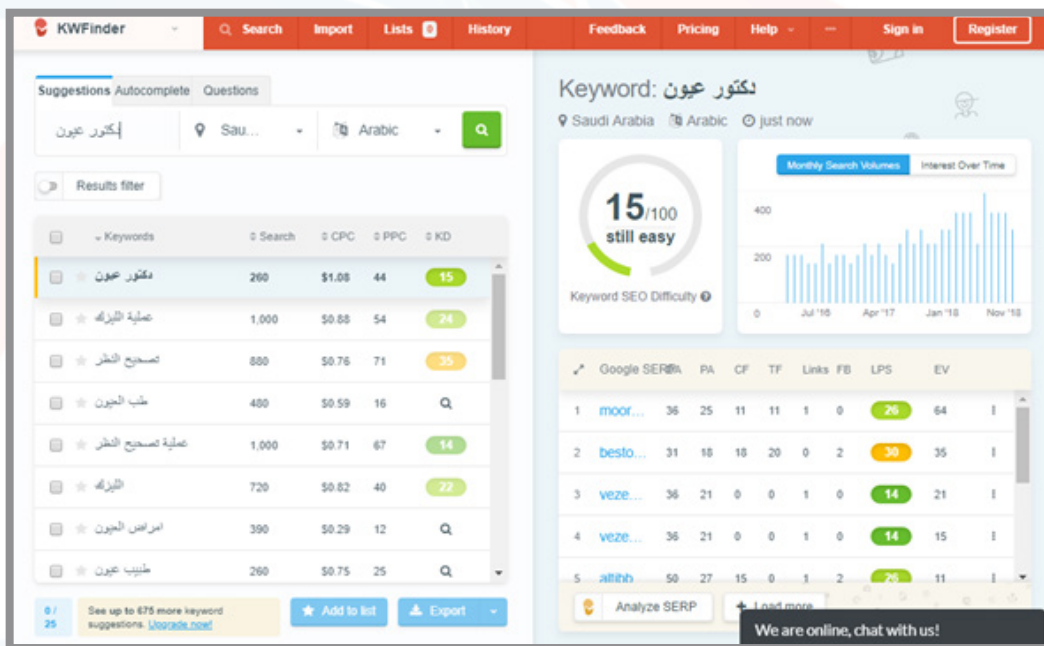 KWFinder Search Import Lists 0 History Feedback Pricing Help Sign in Register
Suggestions Autocomplete Questions
دكتور عيون Sau... Arabic
Results filter
Keywords Search CPC PPC KD
دكتور عيون 260 $1.08 44 15
عملية الليزك 1,000 $0.88 54 24
تصحيح النظر 880 $0.76 71 35
طب العيون 480 $0.59 16
عملية تصحيح النظر 1,000 $0.71 67 14
الليزك 720 $0.82 40 22
امراض العيون 390 $0.29 12
طبيب عيون 260 $0.75 25
0 / 25
See up to 675 more keyword
suggestions. Upgrade now!
Add to list Export
Keyword: دكتور عيون
Saudi Arabia Arabic just now
15/100
still easy
Keyword SEO Difficulty
Monthly Search Volumes Interest Over Time
400
200
0 Jul '16 Apr '17 Jan '18 Nov '18
Google SERP PA CF TF Links FB LPS EV
1 moor... 36 25 11 11 1 0 26 64
2 besto... 31 18 18 20 0 2 30 35
3 veze... 36 21 0 0 1 0 14 21
4 veze... 36 21 0 0 1 0 14 15
5 altibb 50 27 15 0 1 2 26 11
Analyze SERP + Load more
We are online, chat with us!